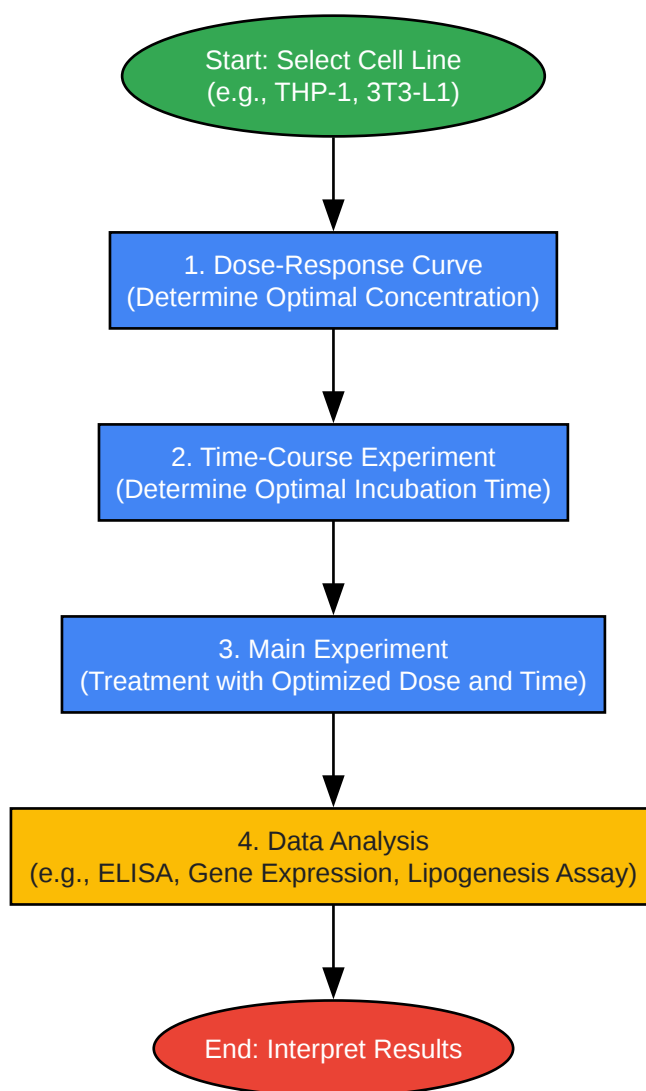 Start: Select Cell Line
(e.g., THP-1, 3T3-L1)
1. Dose-Response Curve
(Determine Optimal Concentration)
2. Time-Course Experiment
(Determine Optimal Incubation Time)
3. Main Experiment
(Treatment with Optimized Dose and Time)
4. Data Analysis
(e.g., ELISA, Gene Expression, Lipogenesis Assay)
End: Interpret Results